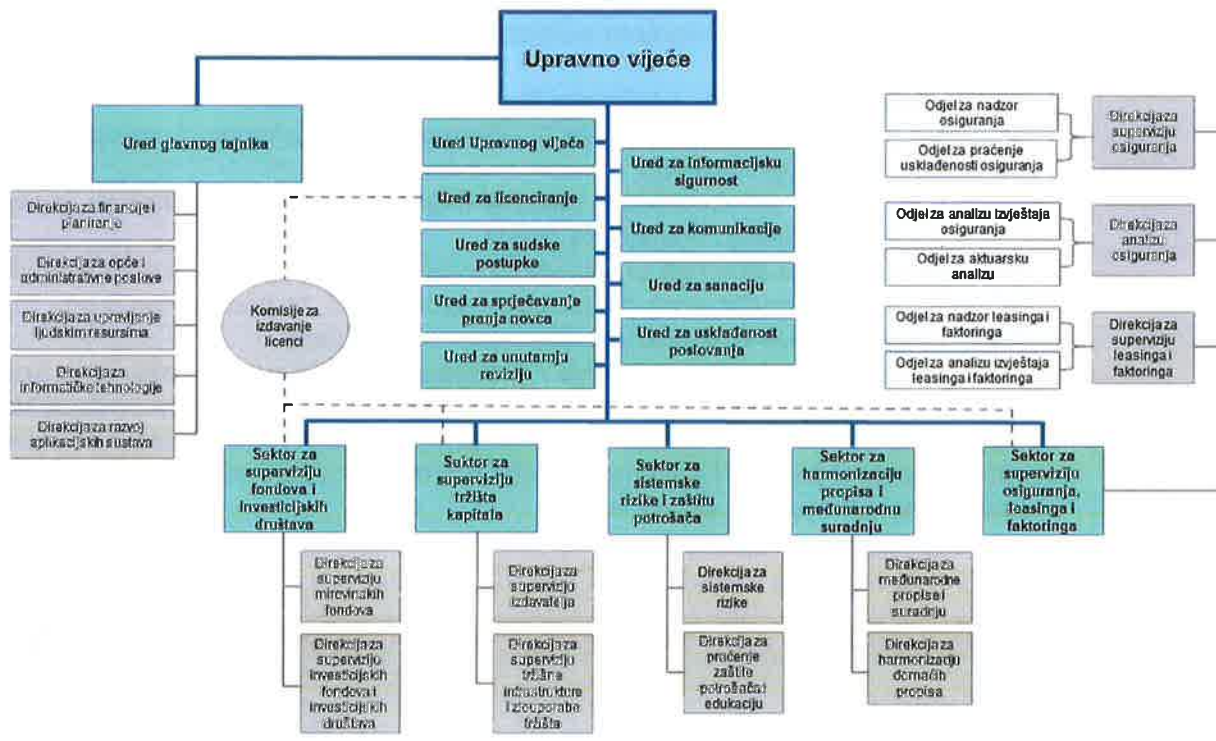 Upravno vijeće
Ured glavnog tajnika
Direkcija za financije i
planiranje
Direkcija za opće i
administrativne poslove
Direkcija za upravljanje
ljudskim resursima
Direkcija za
informatičke tehnologije
Direkcija za razvoj
aplikacijskih sustava
Komisije za
izdavanje
licenci
Ured Upravnog vijeća
Ured za licenciranje
Ured za sudske
postupke
Ured za sprječavanje
pranja novca
Ured za unutarnju
reviziju
Ured za informacijsku
sigurnost
Ured za komunikacije
Ured za sanaciju
Ured za usklađenost
poslovanja
Odjel za nadzor
osiguranja
Odjel za praćenje
usklađenosti osiguranja
Direkcija za
superviziju
osiguranja
Odjel za analizu izvještaja
osiguranja
Odjel za aktuarsku
analizu
Direkcija za
analizu
osiguranja
Odjel za nadzor leasinga i
faktoringa
Odjel za analizu izvještaja
leasinga i faktoringa
Direkcija za
superviziju
leasinga i
faktoringa
Sektor za
superviziju
fondova i
investicijskih
društava
Direkcija za
superviziju
mirovinskih
fondova
Direkcija za
superviziju
investicijskih
fondova i
investicijskih
društava
Sektor za
superviziju
tržišta
kapitala
Direkcija za
superviziju
izdavatelja
Direkcija za
superviziju
tržišne
infrastrukture
i zlouporabe
tržišta
Sektor za
sistemske
rizike i zaštitu
potrošača
Direkcija za
sistemske
rizike
Direkcija za
praćenje
zaštite
potrošača i
edukaciju
Sektor za
harmonizaciju
propisa i
međunarodnu
suradnju
Direkcija za
međunarodne
propise i
suradnju
Direkcija za
harmonizaciju
domaćih
propisa
Sektor za
superviziju
osiguranja,
leasinga i
faktoringa